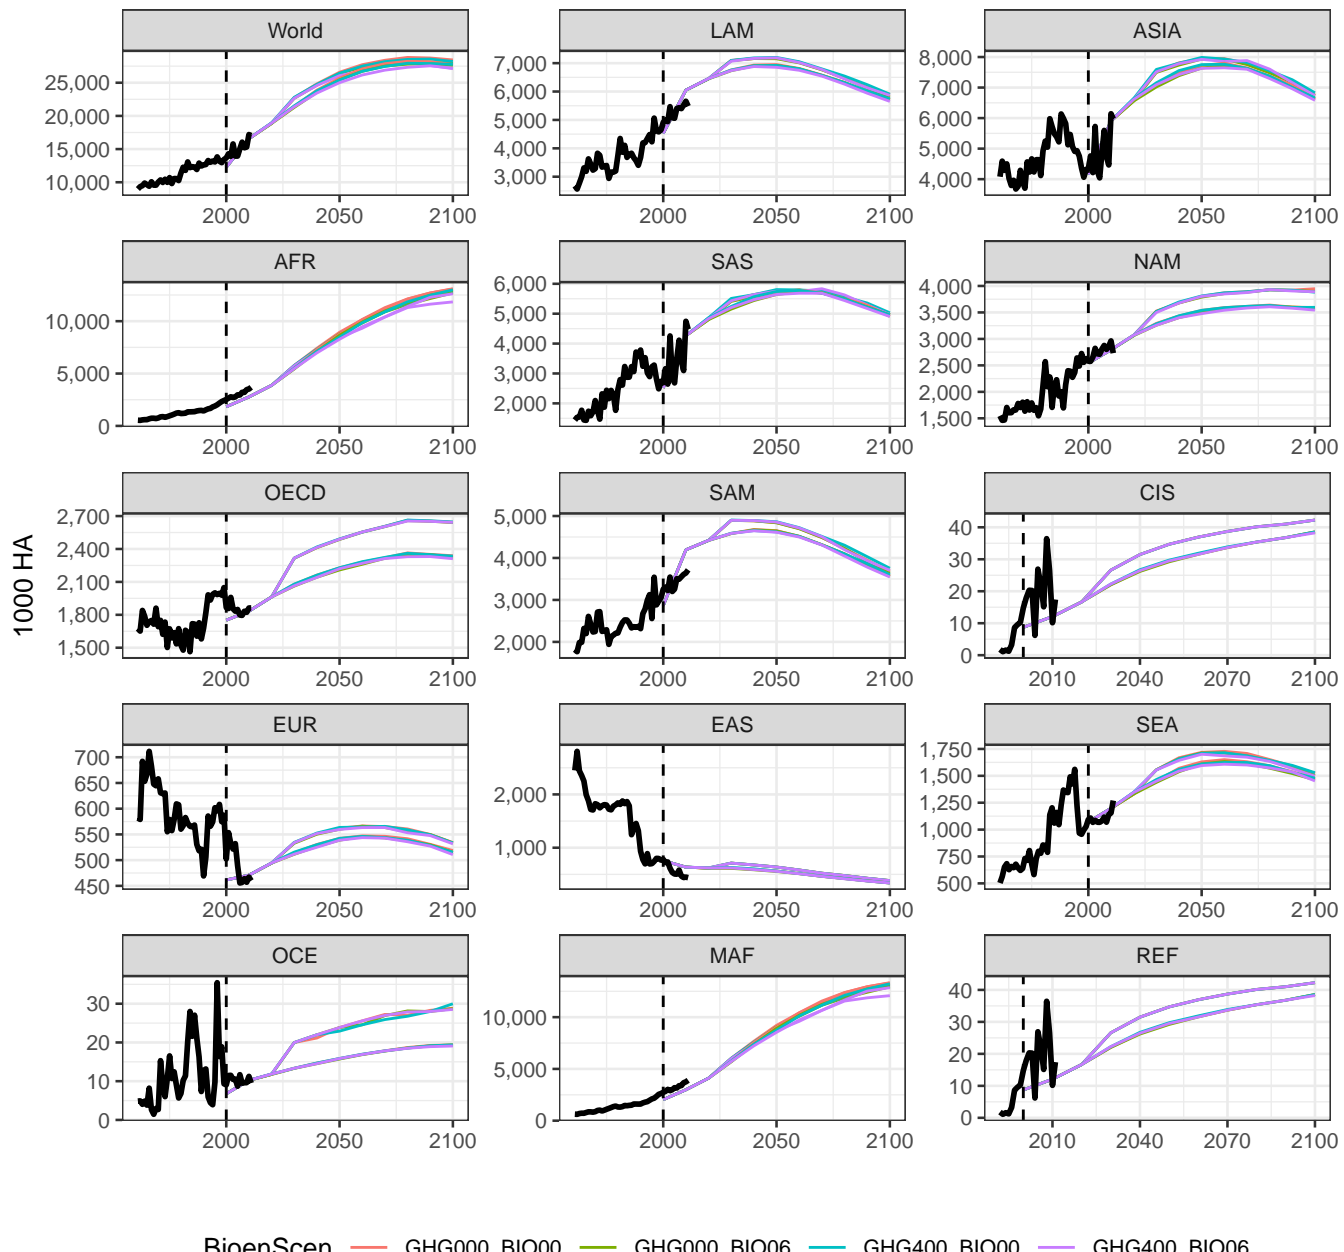 World LAM ASIA
25,000 20,000 15,000 10,000
7,000 6,000 5,000 4,000 3,000
8,000 7,000 6,000 5,000 4,000
2000 2050 2100 2000 2050 2100 2000 2050 2100
AFR SAS NAM
10,000 5,000 0
6,000 5,000 4,000 3,000 2,000
4,000 3,500 3,000 2,500 2,000 1,500
2000 2050 2100 2000 2050 2100 2000 2050 2100
OECD SAM CIS
1000 HA
2,700 2,400 2,100 1,800 1,500
5,000 4,000 3,000 2,000
40 30 20 10 0
2000 2050 2100 2000 2050 2100 2010 2040 2070 2100
EUR EAS SEA
700 650 600 550 500 450
2,000 1,000
1,750 1,500 1,250 1,000 750 500
2000 2050 2100 2000 2050 2100 2000 2050 2100
OCE MAF REF
30 20 10 0
10,000 5,000 0
40 30 20 10 0
2000 2050 2100 2000 2050 2100 2010 2040 2070 2100
BioenScen GHG000_BIO00 GHG000_BIO06 GHG400_BIO00 GHG400_BIO06